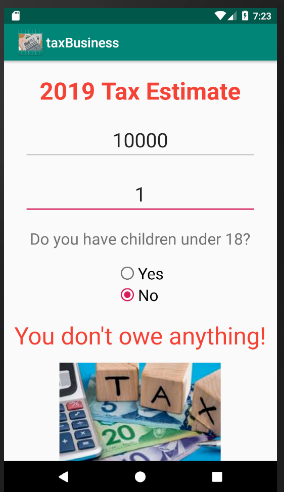 7:23
taxBusiness
2019 Tax Estimate
10000
1
Do you have children under 18?
Yes
No
You don't owe anything!
TAX
20
5